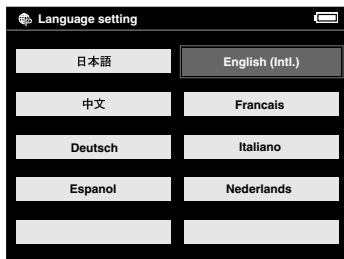 Language setting
日本語
English (Intl.)
中文
Francais
Deutsch
Italiano
Espanol
Nederlands